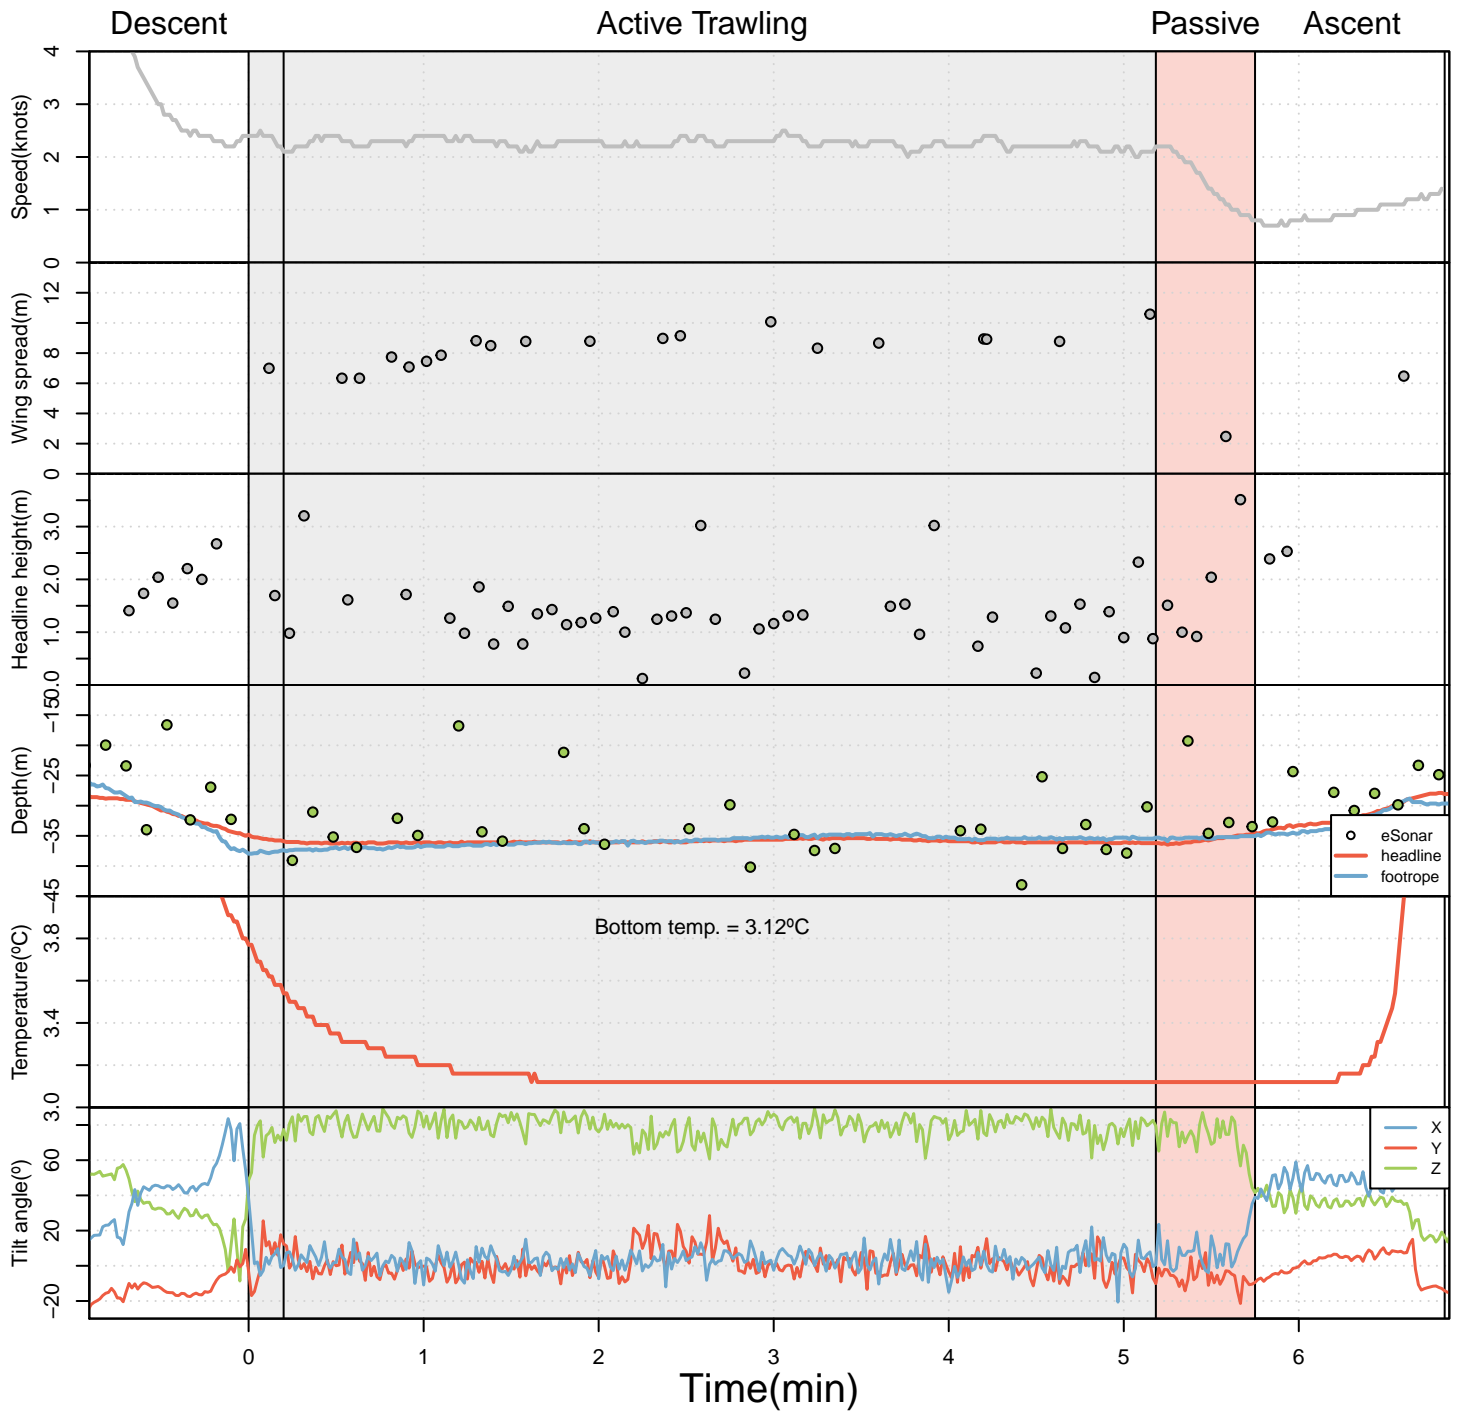 Descent Active Trawling Passive Ascent
Speed(knots)
4
3
2
1
0
Wing spread(m)
12
8
6
4
2
0
Headline height(m)
3.0
2.0
1.0
0.0
Depth(m)
−15
−25
−35
−45
eSonar
headline
footrope
Temperature(ºC)
3.8
3.4
3.0
Bottom temp. = 3.12ºC
Tilt angle(º)
60
20
−20
X
Y
Z
0 1 2 3 4 5 6
Time(min)